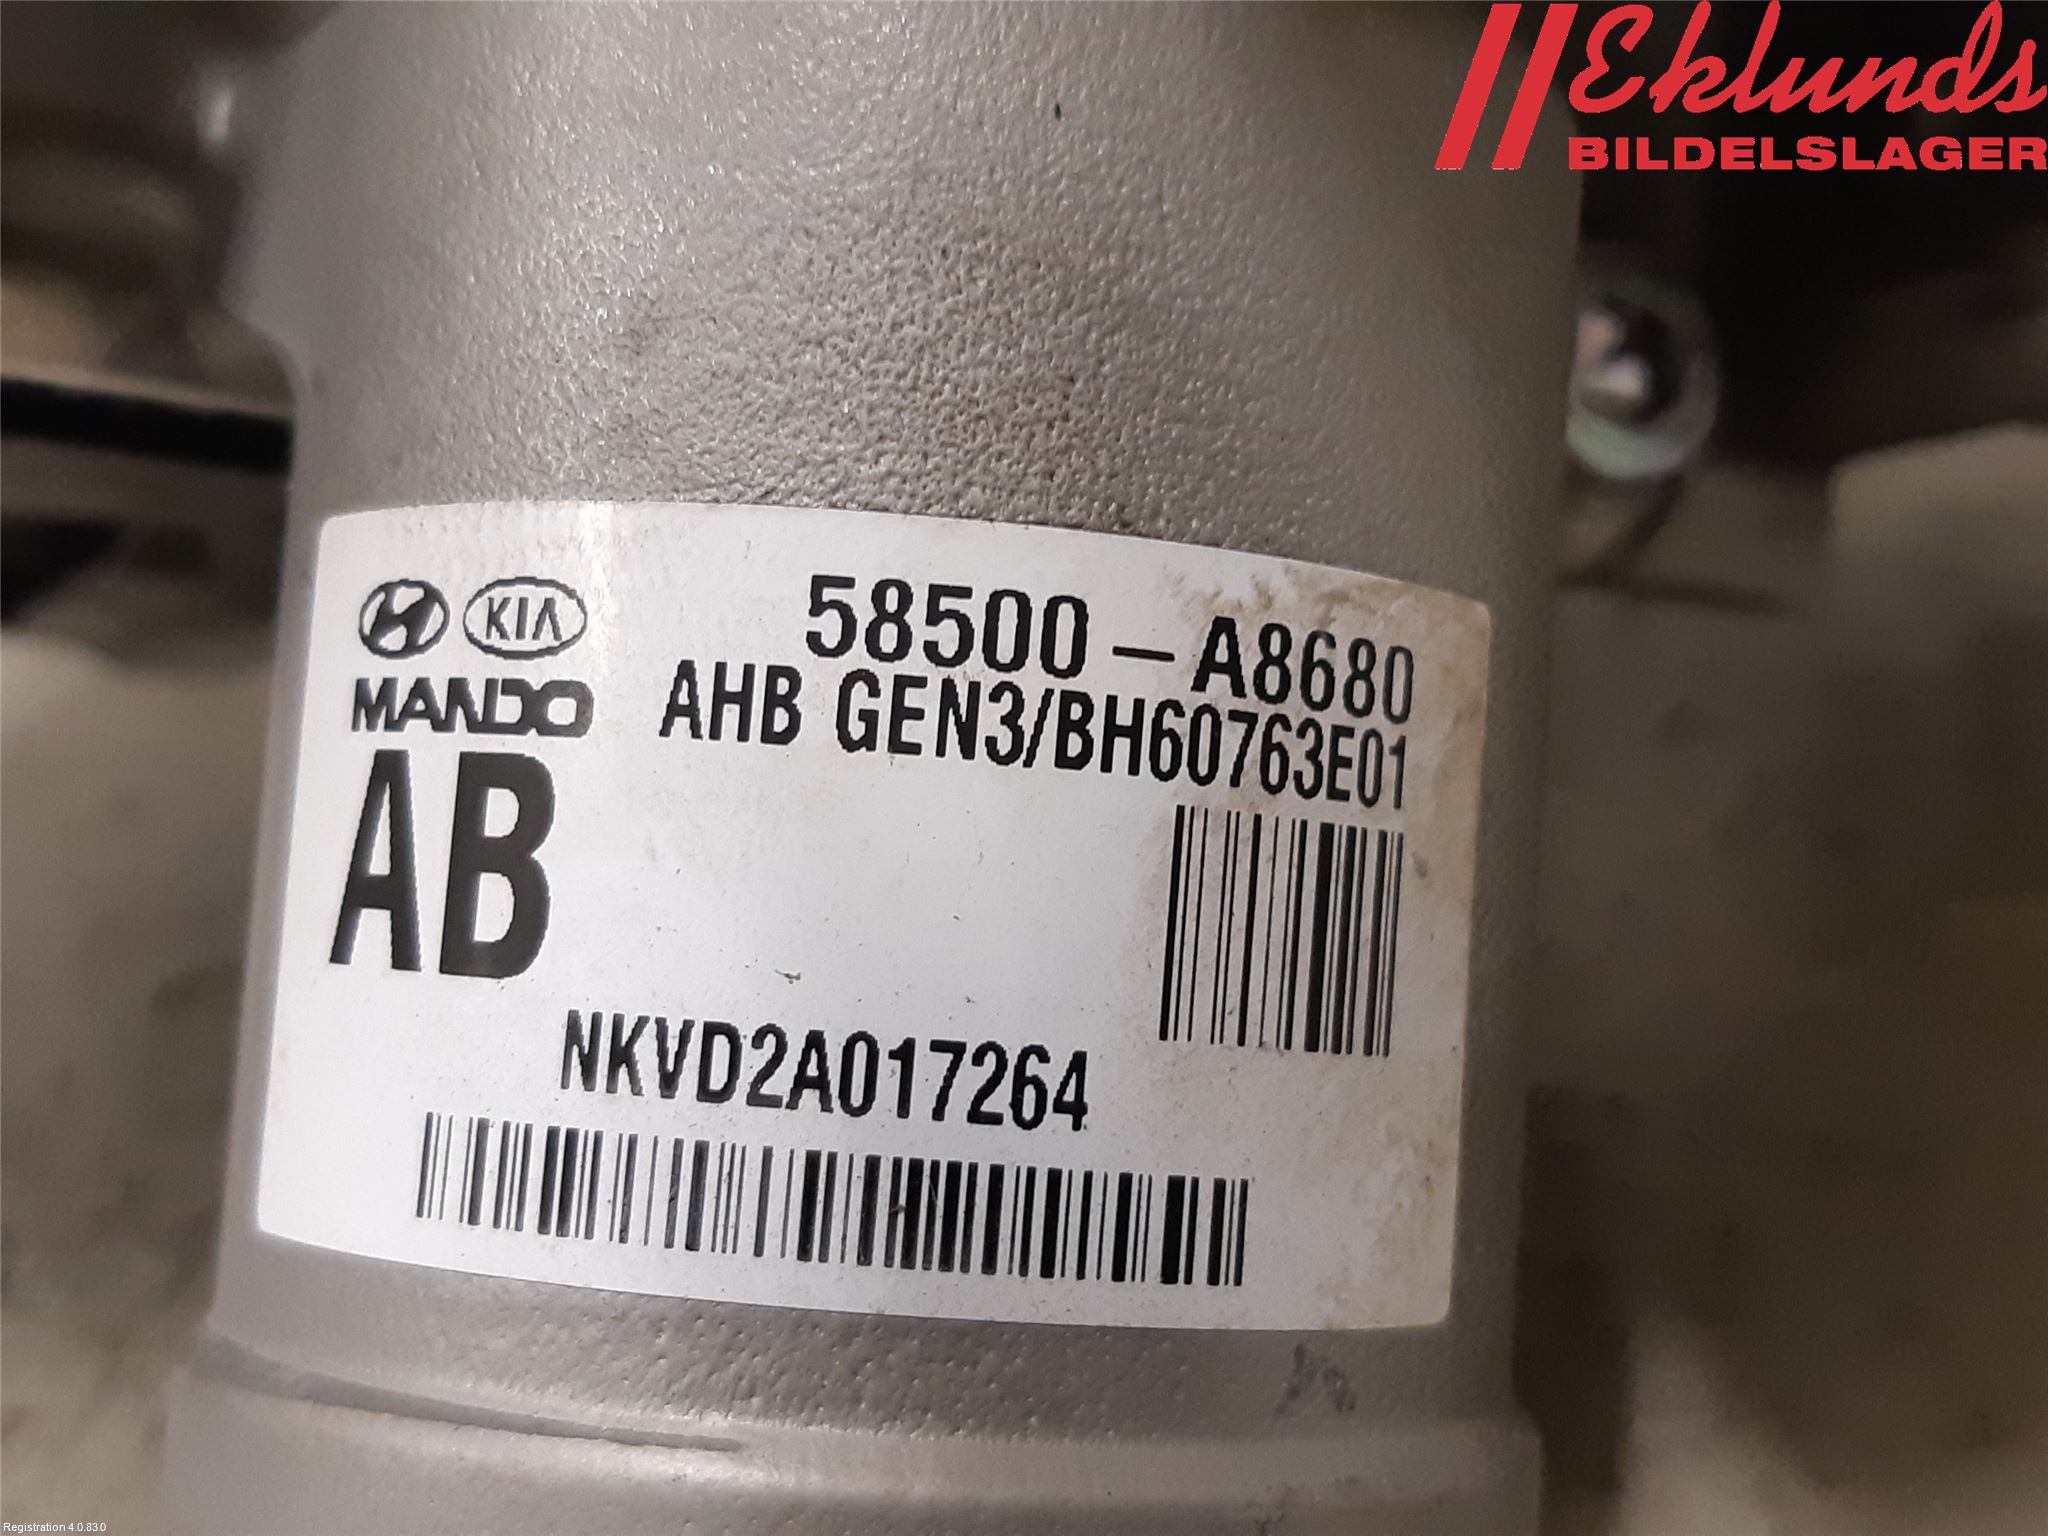 Eklunds
BILDELSLAGER
KIA
58500-A8680
MANDO
AHB GEN3/BH60763E01
AB
NKVD2A017264
Registration 4.0.83.0